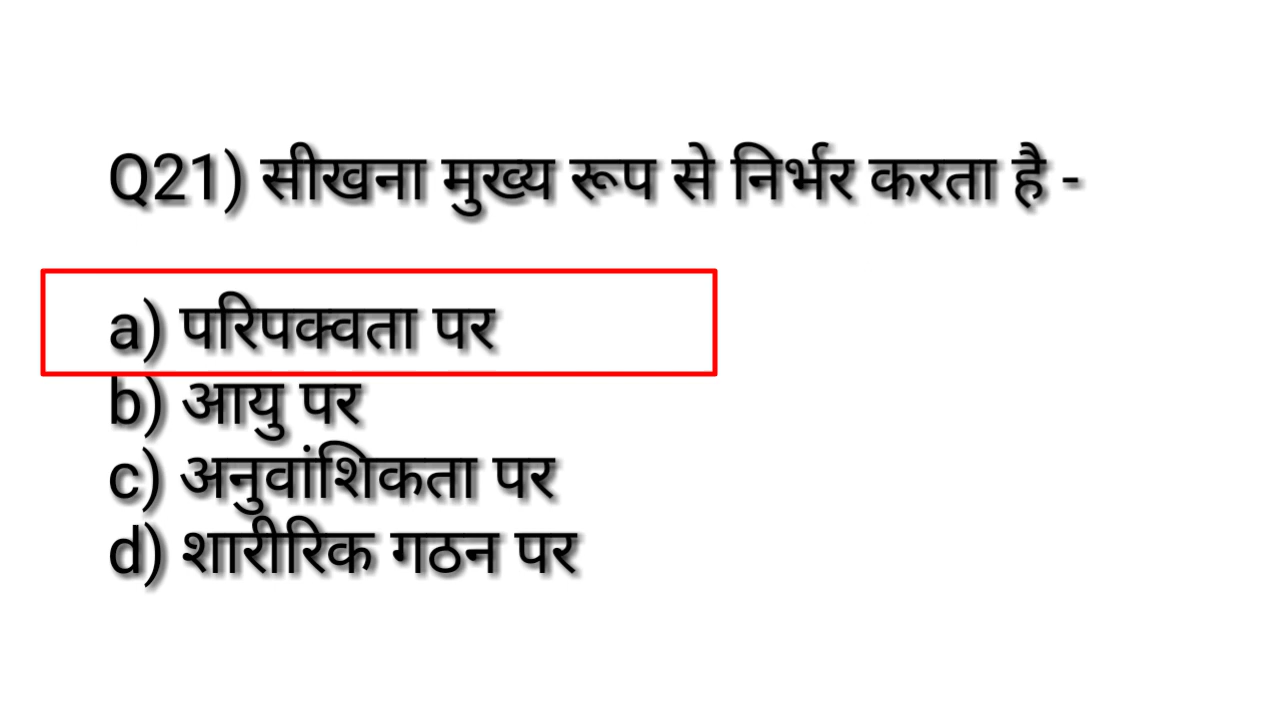 Q21) सीखना मुख्य रूप से निर्भर करता है -
a) परिपक्वता पर
b) आयु पर
c) अनुवांशिकता पर
d) शारीरिक गठन पर